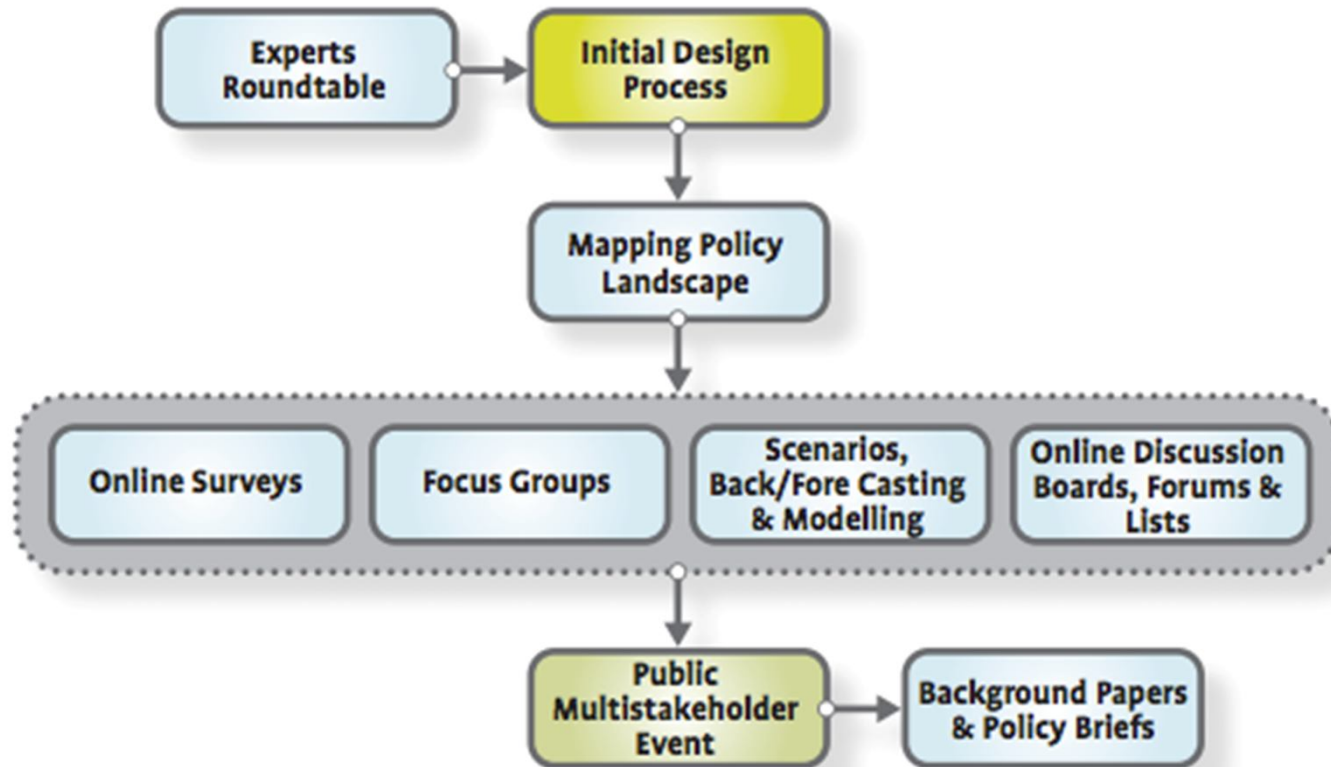 Experts
Roundtable
Initial Design
Process
Mapping Policy
Landscape
Online Surveys
Focus Groups
Scenarios,
Back/Fore Casting
& Modelling
Online Discussion
Boards, Forums &
Lists
Public
Multistakeholder
Event
Background Papers
& Policy Briefs